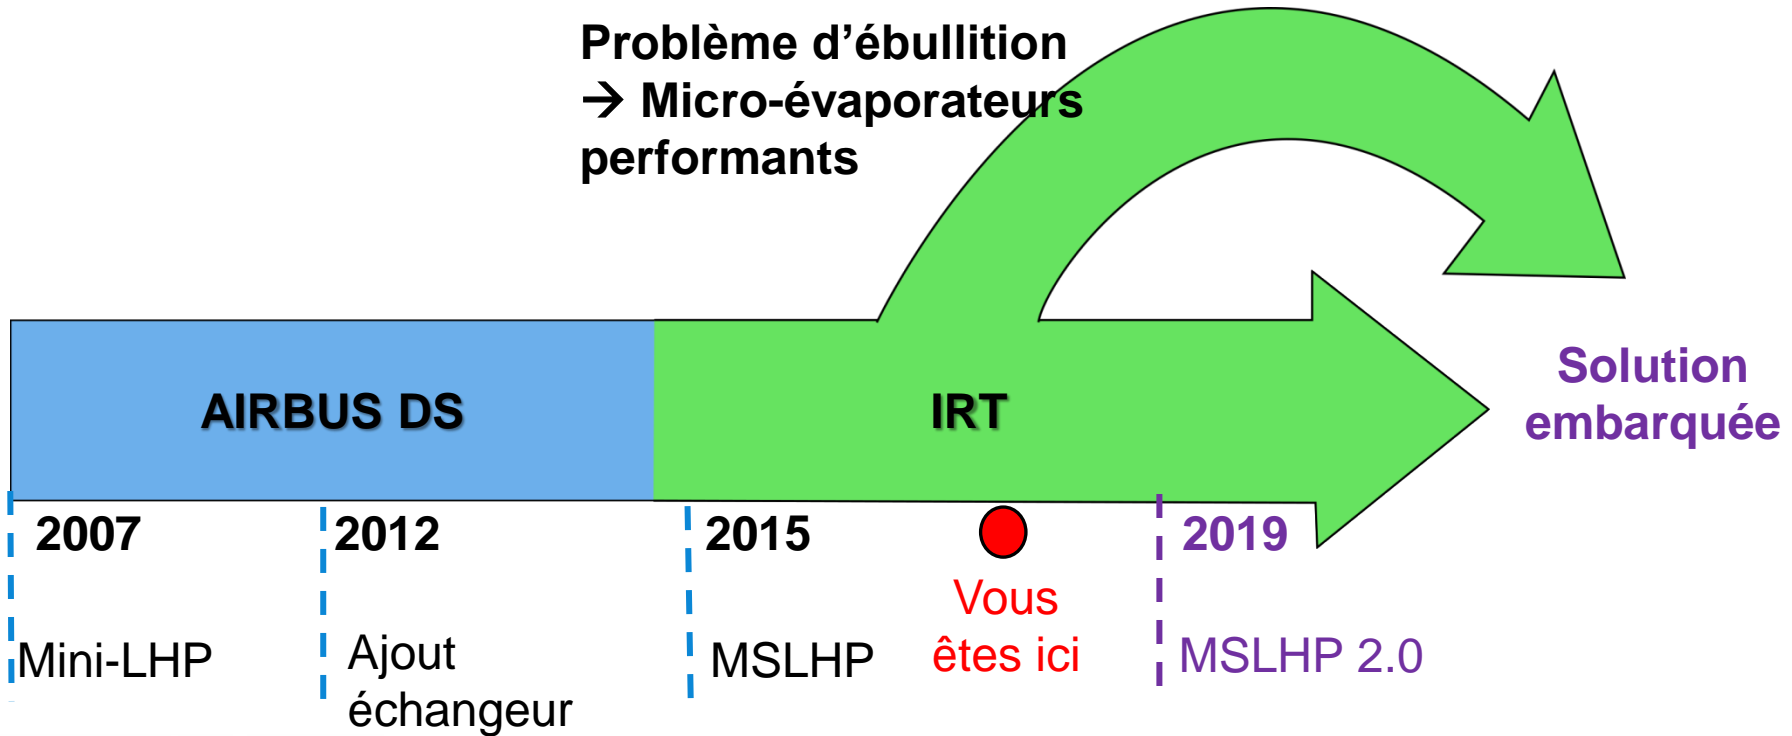 Problème d’ébullition
→ Micro-évaporateurs
performants
AIRBUS DS
IRT
Solution
embarquée
2007
2012
2015
2019
Mini-LHP
Ajout
échangeur
MSLHP
Vous
êtes ici
MSLHP 2.0